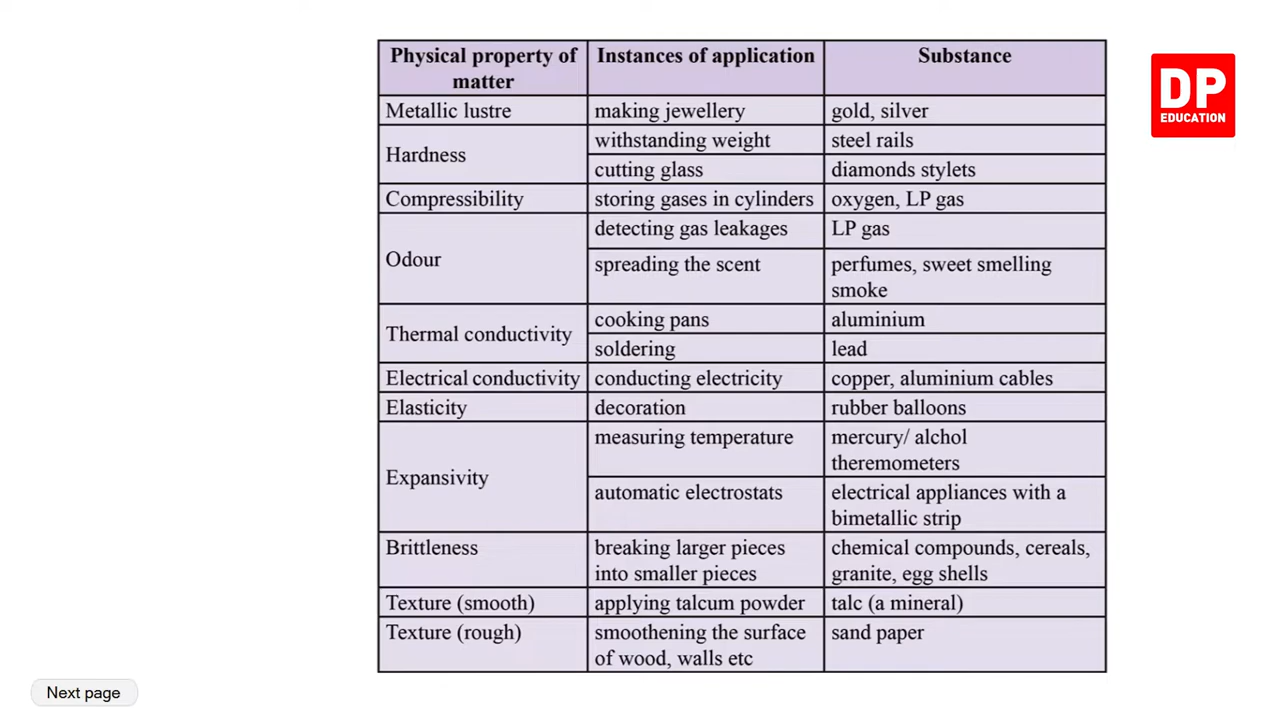 Physical property of matter | Instances of application | Substance
Metallic lustre | making jewellery | gold, silver
Hardness | withstanding weight | steel rails
cutting glass | diamonds stylets
Compressibility | storing gases in cylinders | oxygen, LP gas
Odour | detecting gas leakages | LP gas
spreading the scent | perfumes, sweet smelling smoke
Thermal conductivity | cooking pans | aluminium
soldering | lead
Electrical conductivity | conducting electricity | copper, aluminium cables
Elasticity | decoration | rubber balloons
Expansivity | measuring temperature | mercury/ alchol theremometers
automatic electrostats | electrical appliances with a bimetallic strip
Brittleness | breaking larger pieces into smaller pieces | chemical compounds, cereals, granite, egg shells
Texture (smooth) | applying talcum powder | talc (a mineral)
Texture (rough) | smoothening the surface of wood, walls etc | sand paper
DP
EDUCATION
Next page